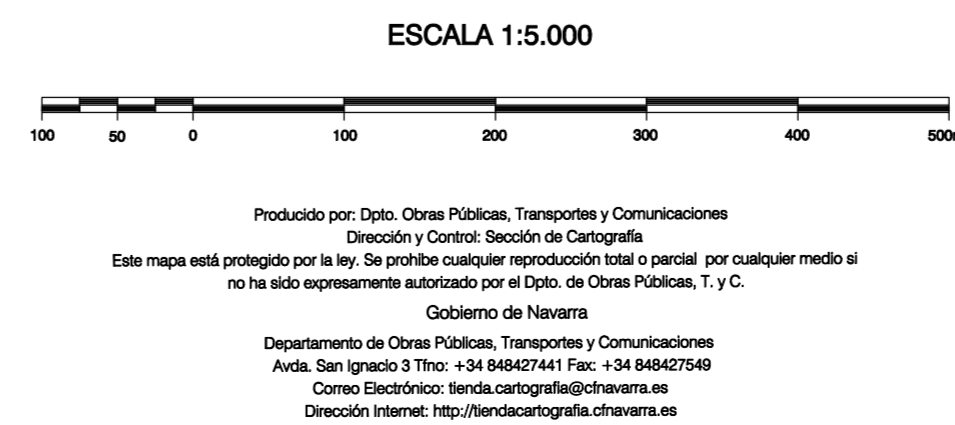 ESCALA 1:5.000
100 50 0 100 200 300 400 500
Producido por: Dpto. Obras Públicas, Transportes y Comunicaciones
Dirección y Control: Sección de Cartografía
Este mapa está protegido por la ley. Se prohibe cualquier reproducción total o parcial por cualquier medio si
no ha sido expresamente autorizado por el Dpto. de Obras Públicas, T. y C.
Gobierno de Navarra
Departamento de Obras Públicas, Transportes y Comunicaciones
Avda. San Ignacio 3 Tfno: +34 848427441 Fax: +34 848427549
Correo Electrónico: tienda.cartografia@cfnavarra.es
Dirección Internet: http://tiendacartografia.cfnavarra.es